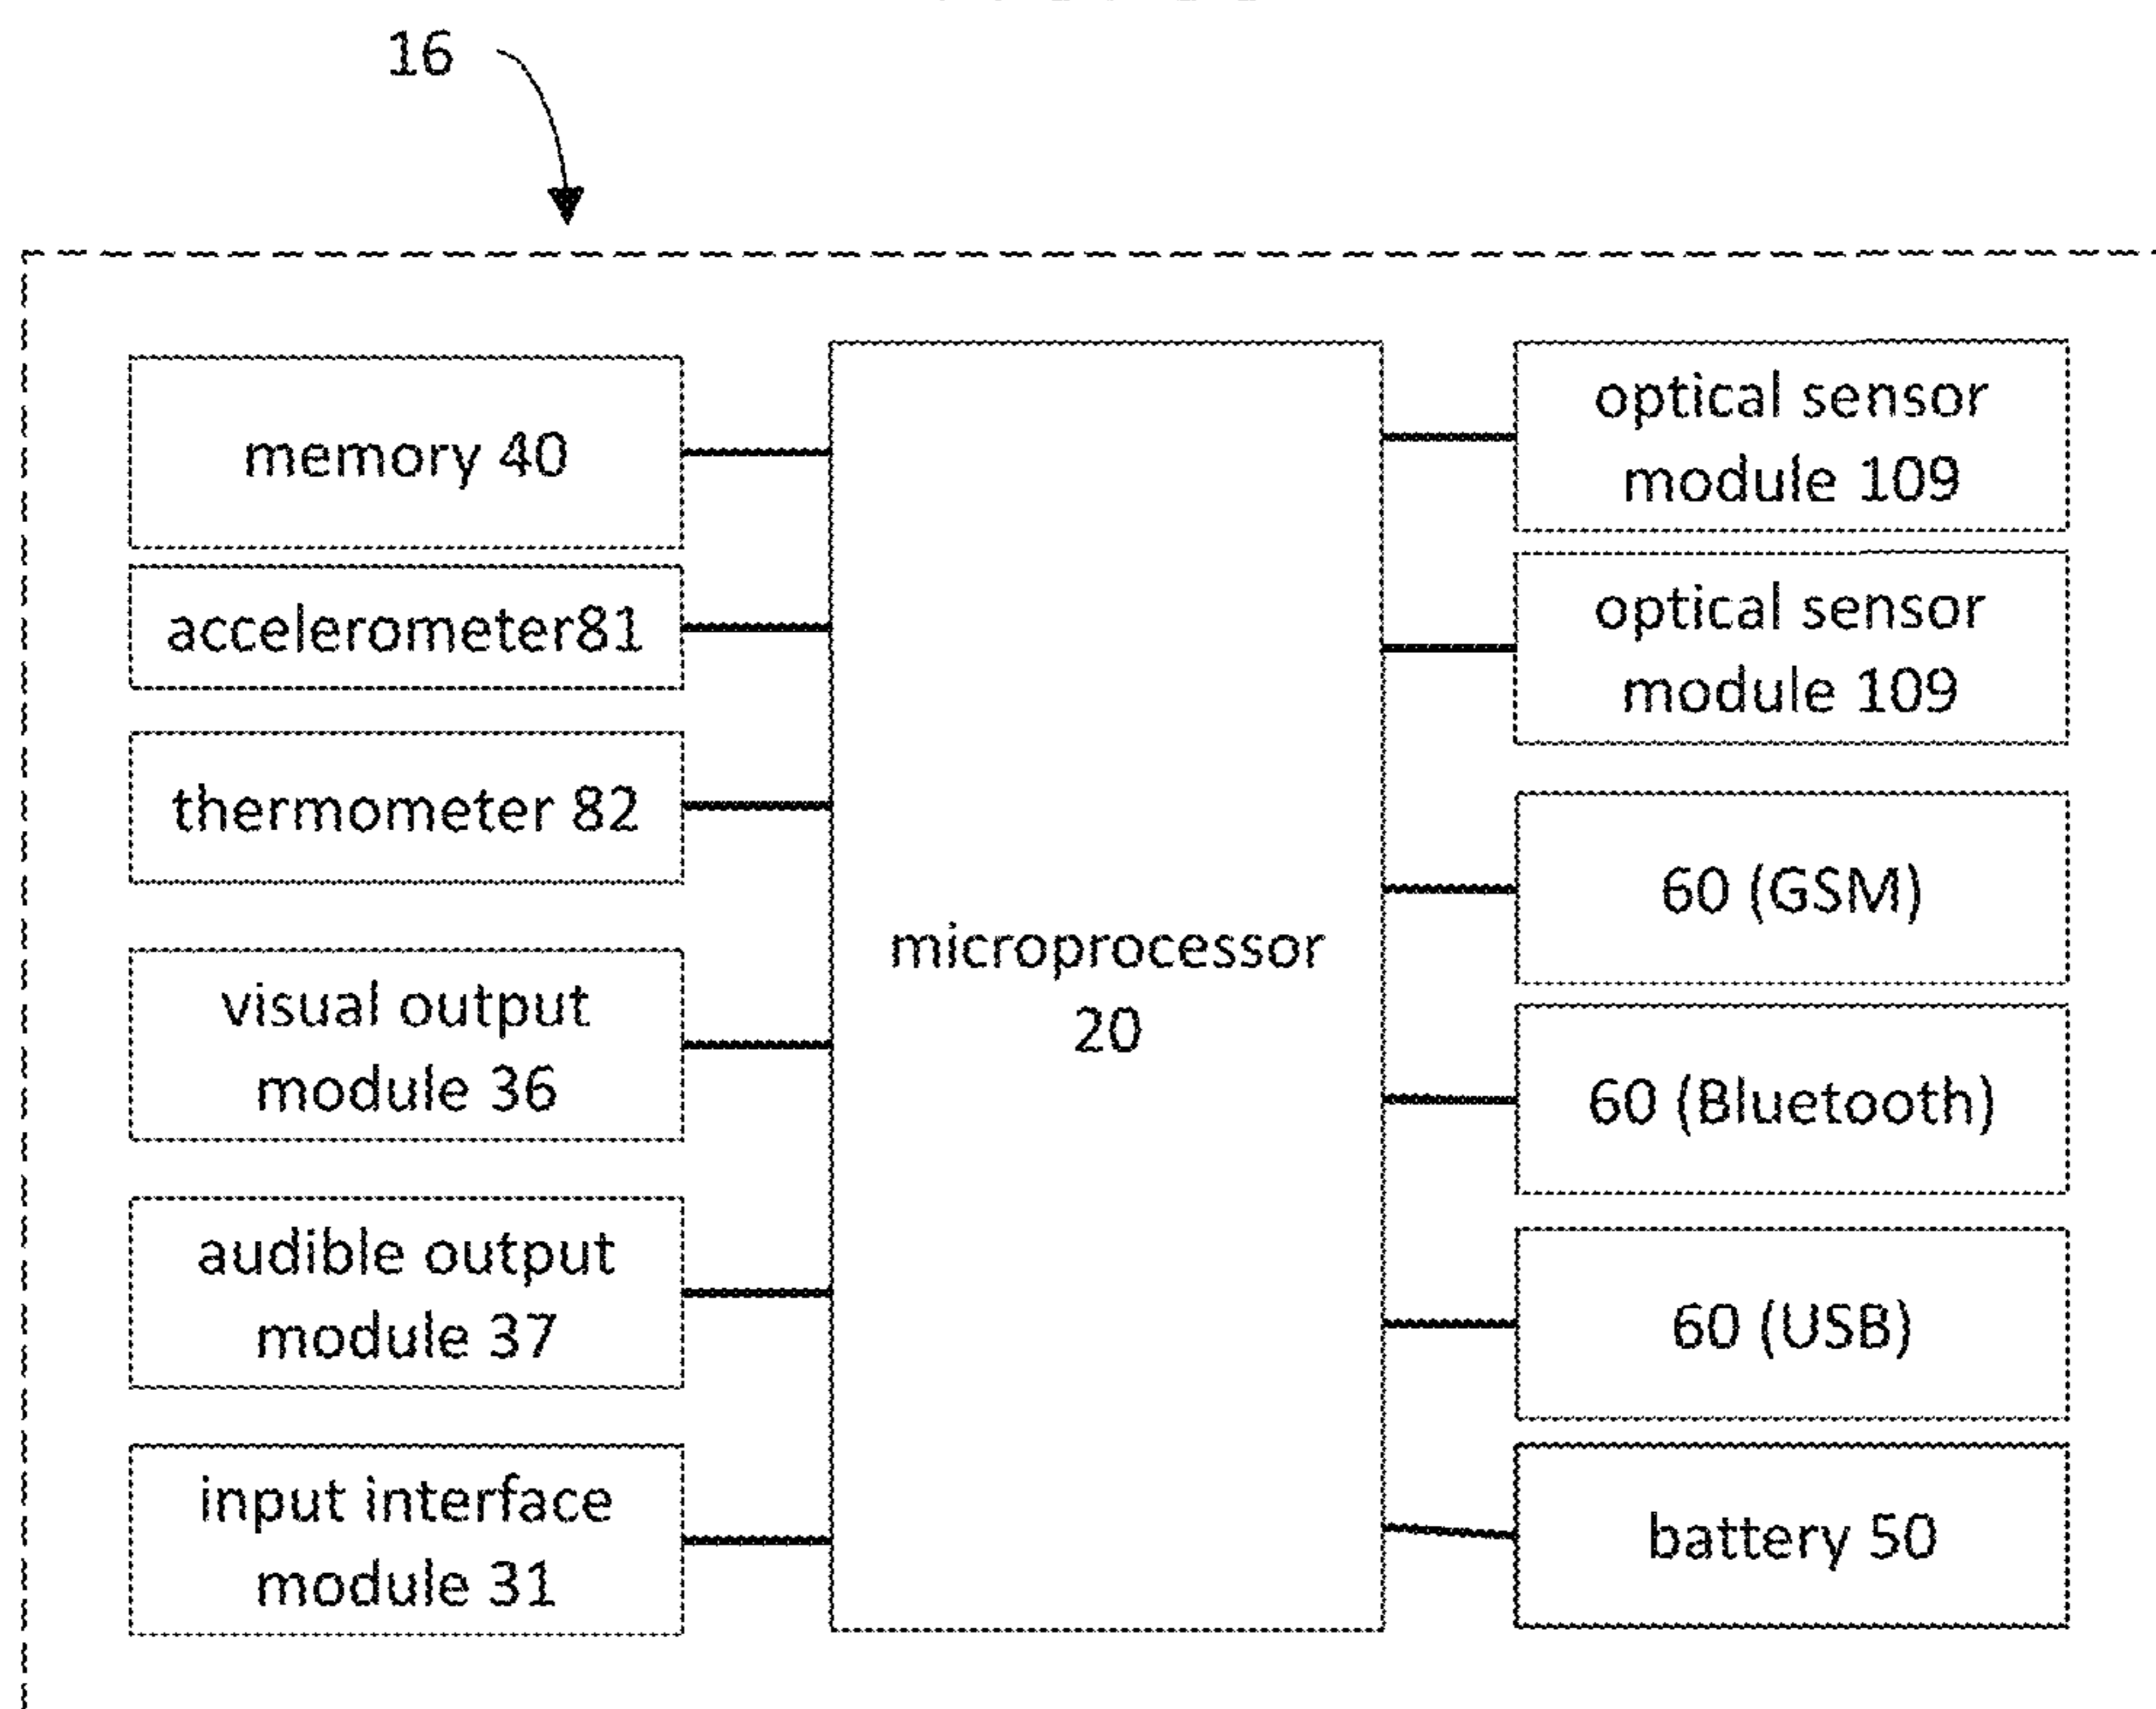 16
memory 40
accelerometer81
thermometer 82
visual output
module 36
audible output
module 37
input interface
module 31
microprocessor
20
optical sensor
module 109
optical sensor
module 109
60 (GSM)
60 (Bluetooth)
60 (USB)
battery 50